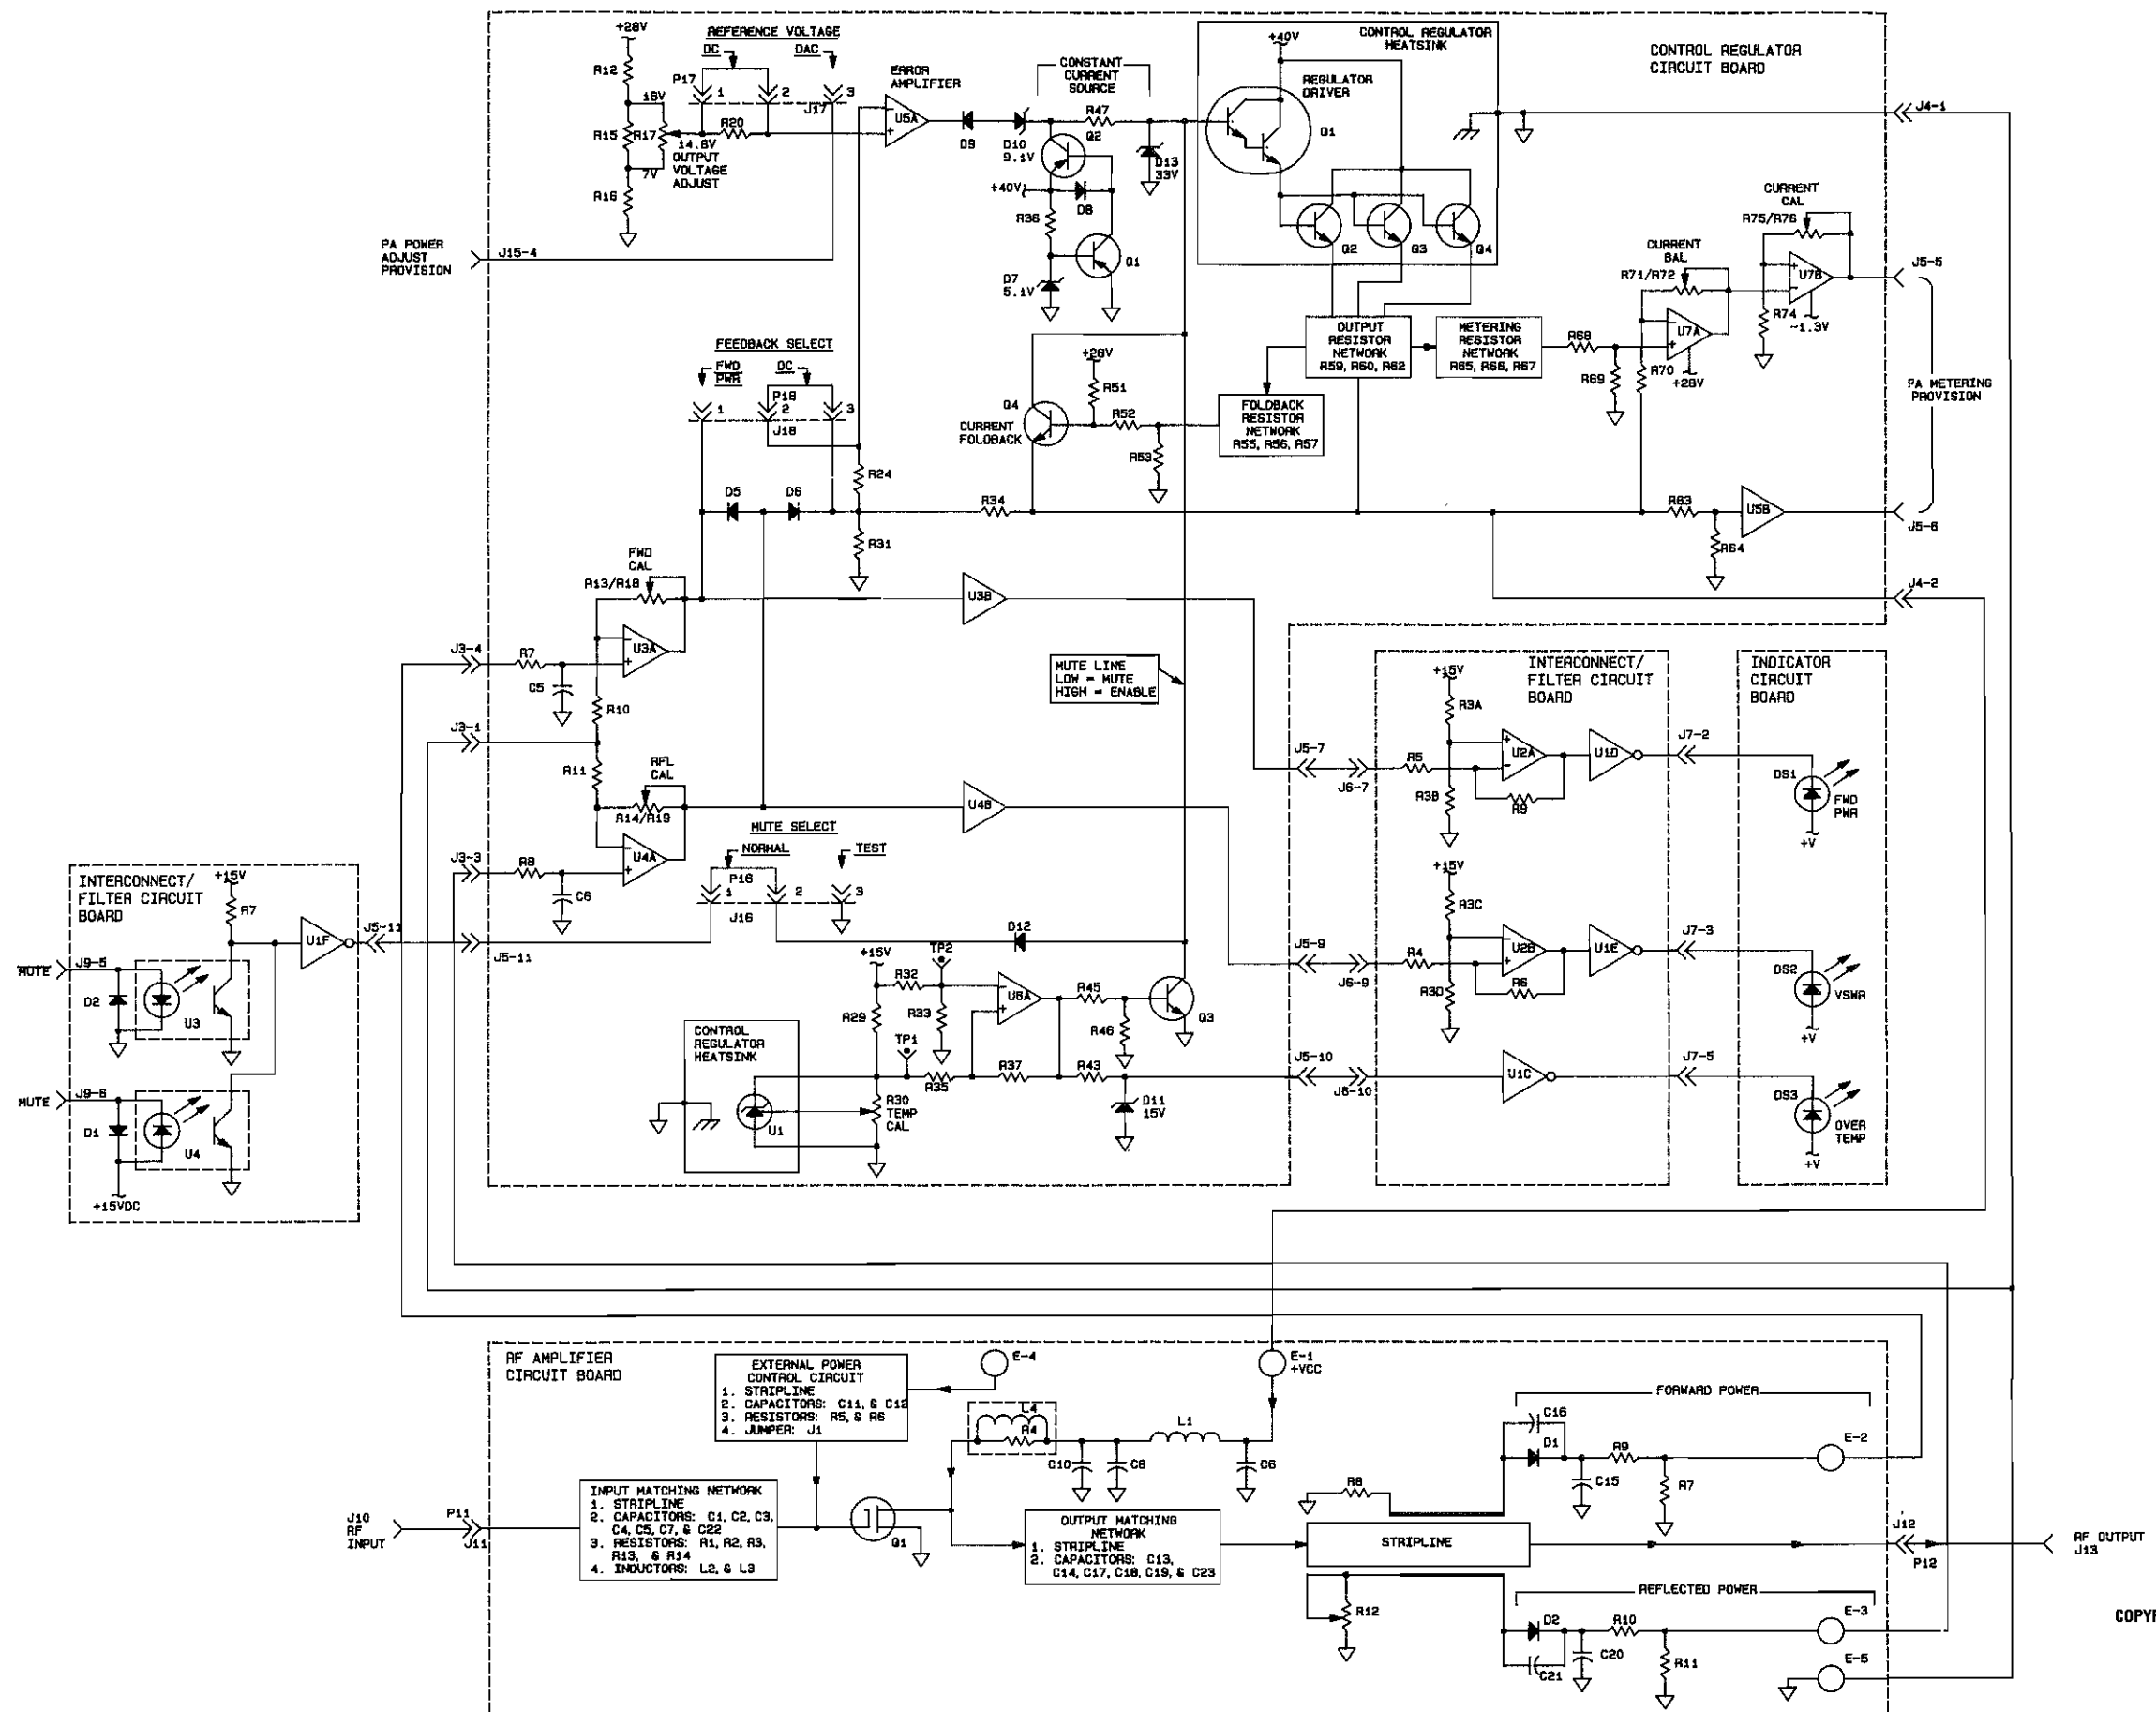 +28V
R12
16V
R15
R17
14.8V
OUTPUT
VOLTAGE
ADJUST
7V
R16
REFERENCE VOLTAGE
DC
DAC
P17
1
2
3
J17
R20
ERROR
AMPLIFIER
U5A
D9
D10
9.1V
CONSTANT
CURRENT
SOURCE
R47
Q2
D13
33V
+40V
D8
R36
Q1
D7
5.1V
+40V
CONTROL REGULATOR
HEATSINK
REGULATOR
DRIVER
Q1
Q2
Q3
Q4
CONTROL REGULATOR
CIRCUIT BOARD
J4-1
CURRENT
CAL
R75/R76
U7B
R74
~1.3V
CURRENT
BAL
R71/R72
U7A
+28V
J5-5
PA METERING
PROVISION
J5-6
PA POWER
ADJUST
PROVISION
J15-4
OUTPUT
RESISTOR
NETWORK
R59, R60, R62
METERING
RESISTOR
NETWORK
R65, R66, R67
R68
R69
R70
FEEDBACK SELECT
FWD
PWR
DC
P18
1
2
3
J18
+28V
R51
Q4
R52
CURRENT
FOLDBACK
R53
FOLDBACK
RESISTOR
NETWORK
R55, R56, R57
R24
D5
D6
R34
R31
R63
U5B
R64
J4-2
FWD
CAL
R13/R18
U3A
U3B
J3-4
R7
C5
R10
J3-1
R11
RFL
CAL
R14/R19
U4A
U4B
J3-3
R8
C6
MUTE LINE
LOW = MUTE
HIGH = ENABLE
MUTE SELECT
NORMAL
TEST
P16
1
2
3
J16
D12
INTERCONNECT/
FILTER CIRCUIT
BOARD
+15V
R7
U1F
J5-11
J5-11
MUTE
J9-5
D2
U3
MUTE
J9-6
D1
U4
+15VDC
+15V
R32
TP2
U6A
R45
R29
R33
R46
Q3
TP1
R35
R37
R43
CONTROL
REGULATOR
HEATSINK
U1
R30
TEMP
CAL
D11
15V
INTERCONNECT/
FILTER CIRCUIT
BOARD
+15V
R3A
J5-7
J6-7
R5
U2A
U1D
R3B
R9
J7-2
+15V
R3C
J5-9
J6-9
R4
U2B
U1E
R3D
R6
J7-3
J5-10
J6-10
U1C
J7-5
INDICATOR
CIRCUIT
BOARD
DS1
FWD
PWR
+V
DS2
VSWR
+V
DS3
OVER
TEMP
+V
RF AMPLIFIER
CIRCUIT BOARD
EXTERNAL POWER
CONTROL CIRCUIT
1. STRIPLINE
2. CAPACITORS: C11, & C12
3. RESISTORS: R5, & R6
4. JUMPER: J1
E-4
E-1
+VCC
L4
R4
L1
C10
C8
C6
J10
RF
INPUT
P11
J11
INPUT MATCHING NETWORK
1. STRIPLINE
2. CAPACITORS: C1, C2, C3,
C4, C5, C7, & C22
3. RESISTORS: R1, R2, R3,
R13, & R14
4. INDUCTORS: L2, & L3
Q1
OUTPUT MATCHING
NETWORK
1. STRIPLINE
2. CAPACITORS: C13,
C14, C17, C18, C19, & C23
R8
STRIPLINE
FORWARD POWER
C16
D1
R9
C15
R7
E-2
J12
P12
RF OUTPUT
J13
REFLECTED POWER
R12
D2
R10
C20
C21
R11
E-3
E-5
COPY